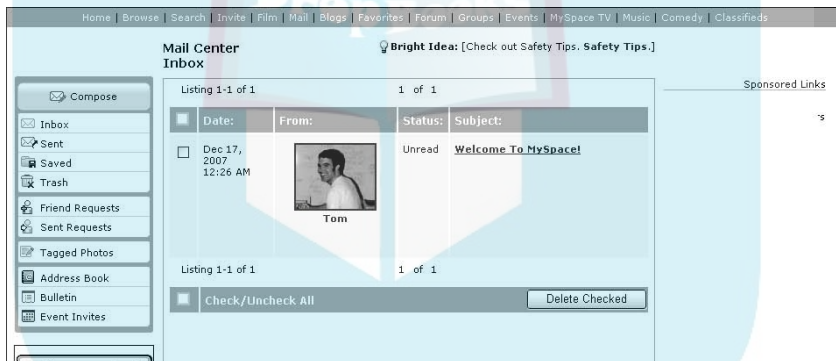 Home | Browse | Search | Invite | Film | Mail | Blogs | Favorites | Forum | Groups | Events | MySpace TV | Music | Comedy | Classifieds
Mail Center
Inbox
Bright Idea: [Check out Safety Tips. Safety Tips.]
Sponsored Links
Compose
Inbox
Sent
Saved
Trash
Friend Requests
Sent Requests
Tagged Photos
Address Book
Bulletin
Event Invites
Listing 1-1 of 1 1 of 1
Date: From: Status: Subject:
Dec 17, 2007 12:26 AM
Tom
Unread
Welcome To MySpace!
Listing 1-1 of 1 1 of 1
Check/Uncheck All
Delete Checked